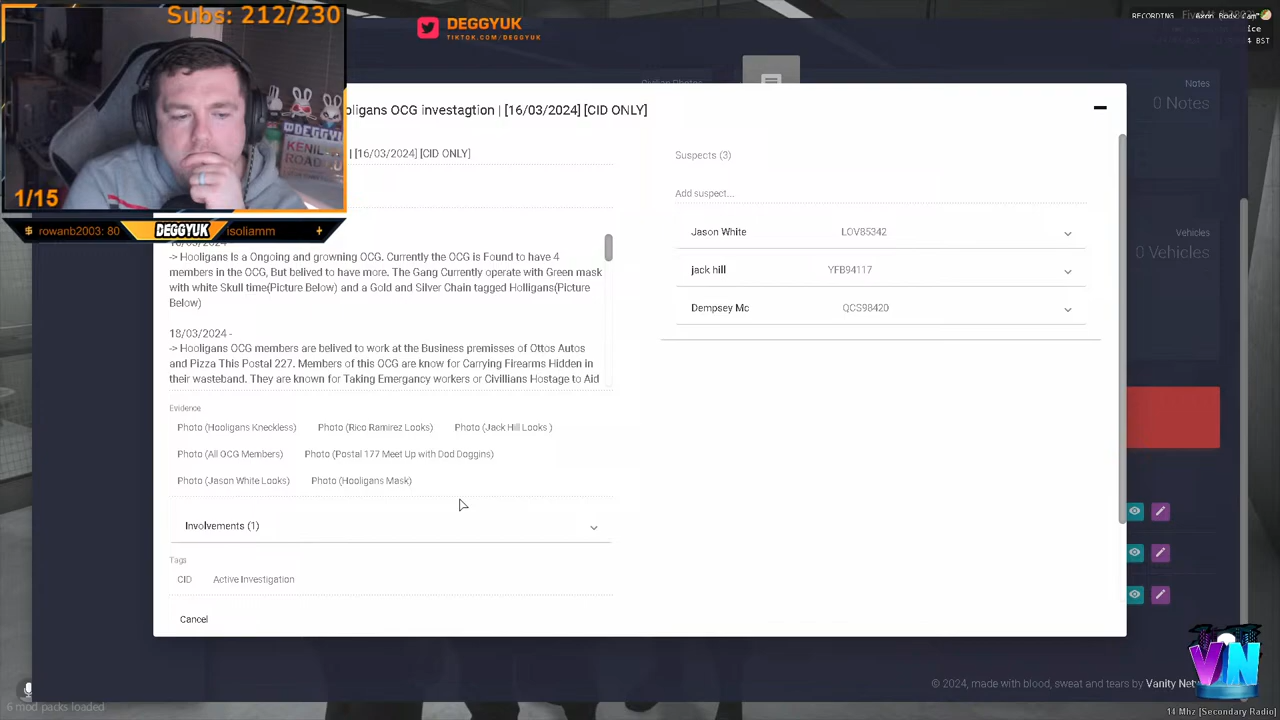 Subs: 212/230
DEGGYUK
TIKTOK.COM/DEGGYUK
RECORDING
BST
Notes
0 Notes
oligans OCG investagtion | [16/03/2024] [CID ONLY]
| [16/03/2024] [CID ONLY]
Suspects (3)
Add suspect...
@DEGGYUK
KENIL
ROAD
1/15
rowanb2003: 80
DEGGYUK
isoliamm
Jason White LOV85342
jack hill YFB94117
Dempsey Mc QCS98420
Vehicles
0 Vehicles
-> Hooligans Is a Ongoing and growning OCG. Currently the OCG is Found to have 4
members in the OCG, But belived to have more. The Gang Currently operate with Green mask
with white Skull time(Picture Below) and a Gold and Silver Chain tagged Holligans(Picture
Below)
18/03/2024 -
-> Hooligans OCG members are belived to work at the Business premisses of Ottos Autos
and Pizza This Postal 227. Members of this OCG are know for Carrying Firearms Hidden in
their wasteband. They are known for Taking Emergancy workers or Civillians Hostage to Aid
Evidence
Photo (Hooligans Kneckless) Photo (Rico Ramirez Looks) Photo (Jack Hill Looks )
Photo (All OCG Members) Photo (Postal 177 Meet Up with Dod Doggins)
Photo (Jason White Looks) Photo (Hooligans Mask)
Involvements (1)
Tags
CID Active Investigation
Cancel
VN
© 2024, made with blood, sweat and tears by Vanity Net
6 mod packs loaded
14 Mhz [Secondary Radio]